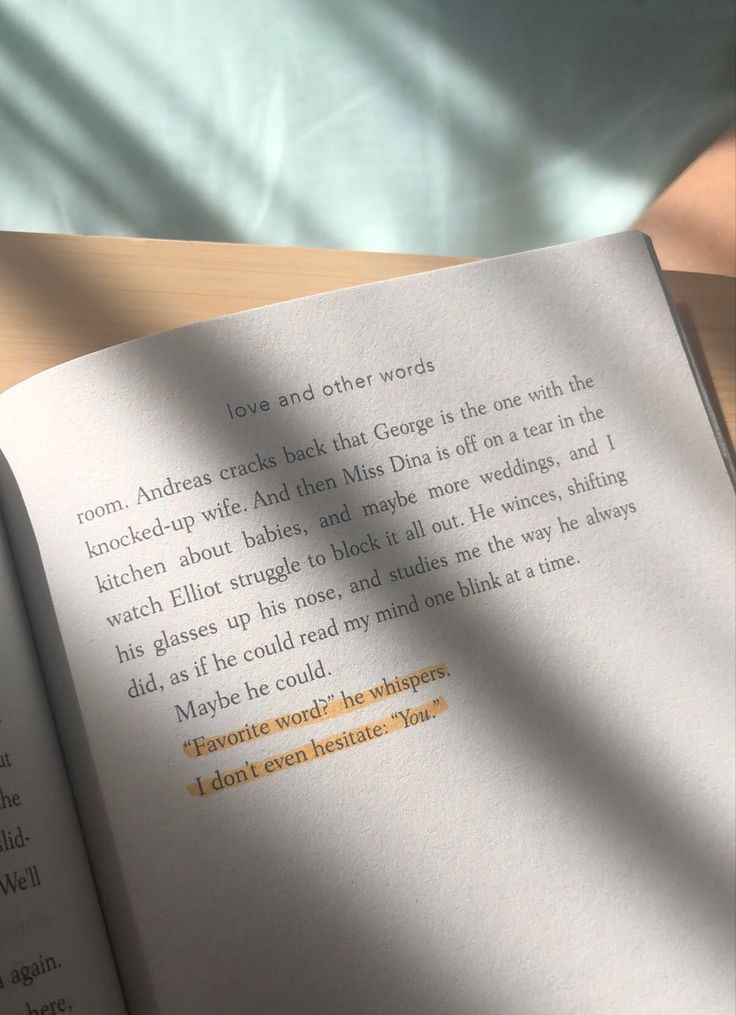 love and other words
room. Andreas cracks back that George is the one with the
knocked-up wife. And then Miss Dina is off on a tear in the
kitchen about babies, and maybe more weddings, and I
watch Elliot struggle to block it all out. He winces, shifting
his glasses up his nose, and studies me the way he always
did, as if he could read my mind one blink at a time.
Maybe he could.
“Favorite word?” he whispers.
I don’t even hesitate: “You.”
slid-
We’ll
again.
here,